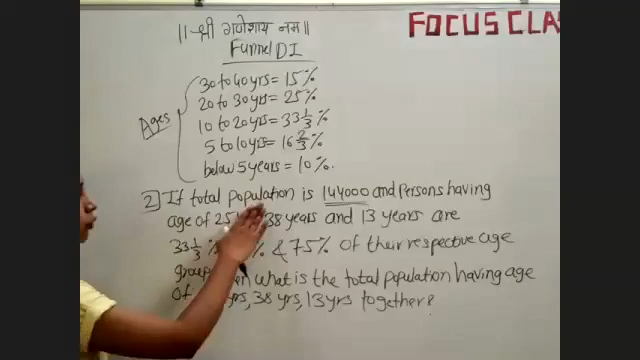 ॥ श्री गणेशाय नमः॥
FOCUS CLA
Funnel DI
Ages
30 to 40 yrs = 15%
20 to 30 yrs = 25%
10 to 20 yrs = 33 1/3 %
5 to 10 yrs = 16 2/3 %
below 5 years = 10%.
2] If total population is 144000 and persons having
age of 38 years and 13 years are
33 1/3 % & 75% of their respective age
what is the total population having age
of 38 yrs, 13 yrs together?